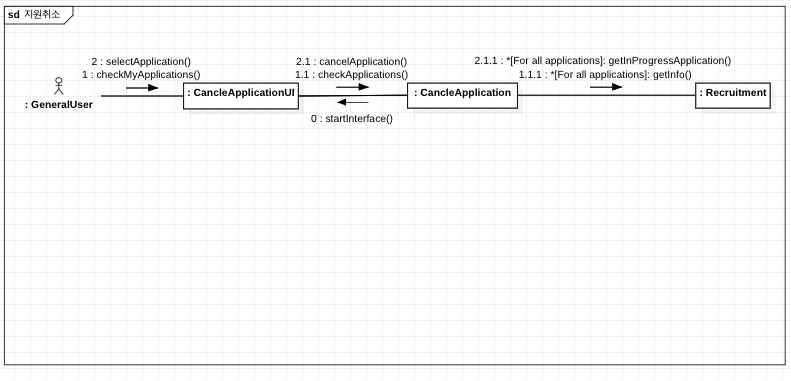 sd 지원취소
2 : selectApplication()
1 : checkMyApplications()
2.1 : cancelApplication()
1.1 : checkApplications()
2.1.1 : *[For all applications]: getInProgressApplication()
1.1.1 : *[For all applications]: getInfo()
: GeneralUser
: CancleApplicationUI
: CancleApplication
: Recruitment
0 : startInterface()